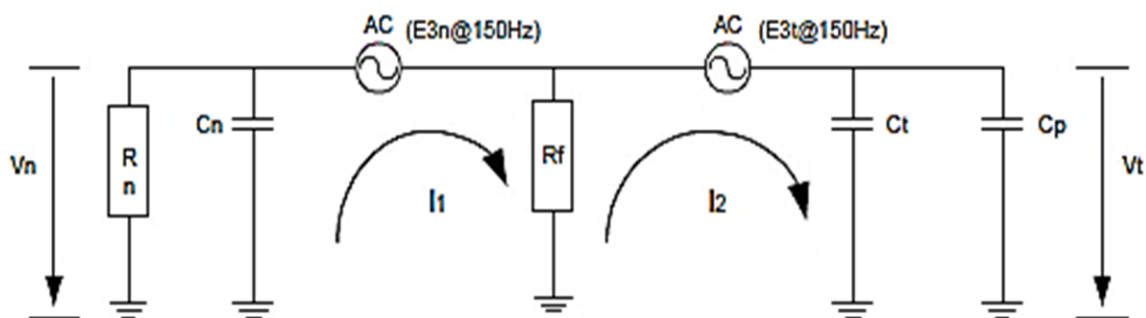 AC (E3n@150Hz)
AC (E3t@150Hz)
Vn
R
n
Cn
I1
Rf
I2
Ct
Cp
Vt